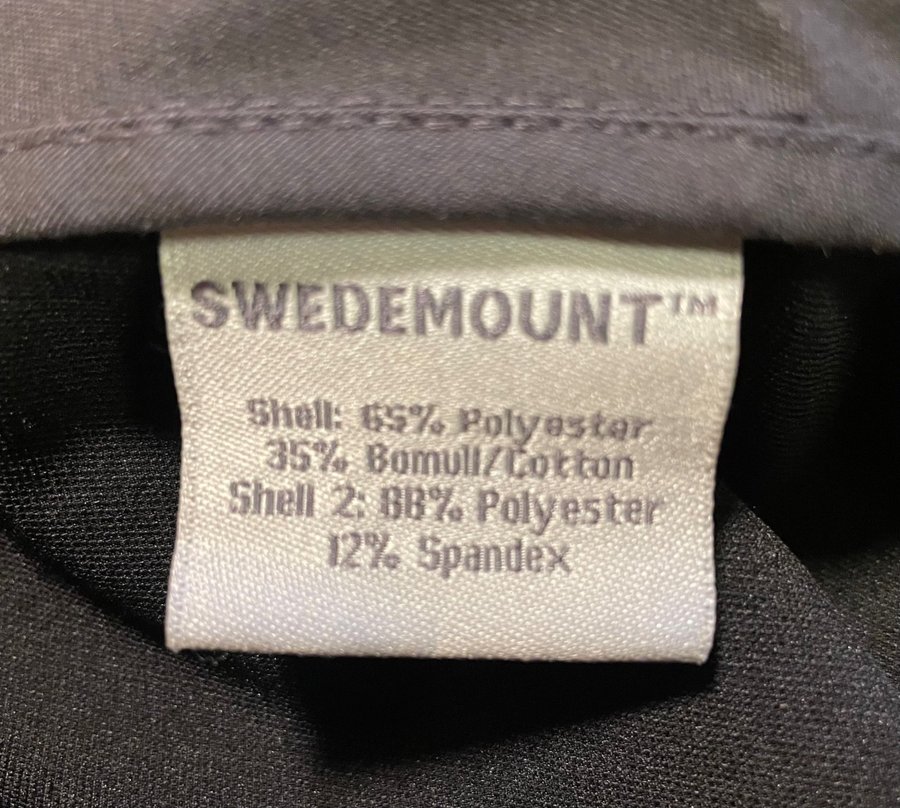 SWEDEMOUNT™
Shell: 65% Polyester
35% Bomull/Cotton
Shell 2: 88% Polyester
12% Spandex